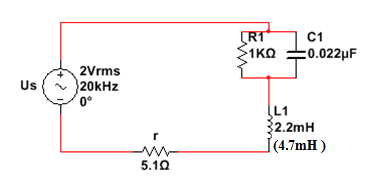 R1
1KΩ
C1
0.022µF
Us
2Vrms
20kHz
0°
L1
2.2mH
(4.7mH )
r
5.1Ω